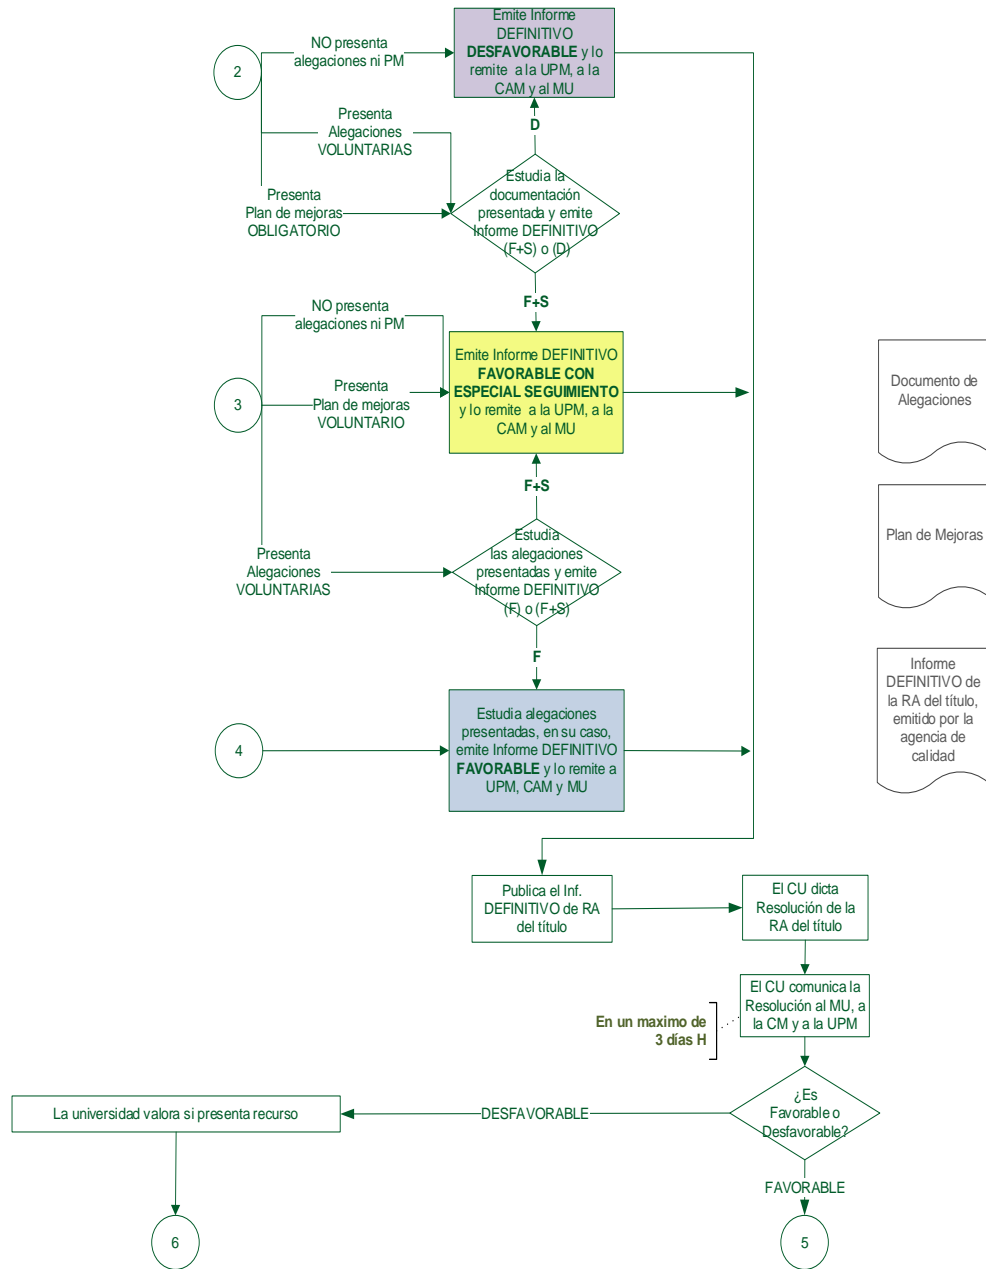 Emite Informe
DEFINITIVO
DESFAVORABLE y lo
remite a la UPM, a la
CAM y al MU
NO presenta
alegaciones ni PM
2
Presenta
Alegaciones
VOLUNTARIAS
D
Presenta
Plan de mejoras
OBLIGATORIO
Estudia la
documentación
presentada y emite
Informe DEFINITIVO
(F+S) o (D)
F+S
NO presenta
alegaciones ni PM
3
Presenta
Plan de mejoras
VOLUNTARIO
Emite Informe DEFINITIVO
FAVORABLE CON
ESPECIAL SEGUIMIENTO
y lo remite a la UPM, a la
CAM y al MU
Documento de
Alegaciones
F+S
Presenta
Alegaciones
VOLUNTARIAS
Estudia
las alegaciones
presentadas y emite
Informe DEFINITIVO
(F) o (F+S)
Plan de Mejoras
F
4
Estudia alegaciones
presentadas, en su caso,
emite Informe DEFINITIVO
FAVORABLE y lo remite a
UPM, CAM y MU
Informe
DEFINITIVO de
la RA del título,
emitido por la
agencia de
calidad
Publica el Inf.
DEFINITIVO de RA
del título
El CU dicta
Resolución de la
RA del título
El CU comunica la
Resolución al MU, a
la CM y a la UPM
En un maximo de
3 días H
¿Es
Favorable o
Desfavorable?
DESFAVORABLE
La universidad valora si presenta recurso
FAVORABLE
6
5